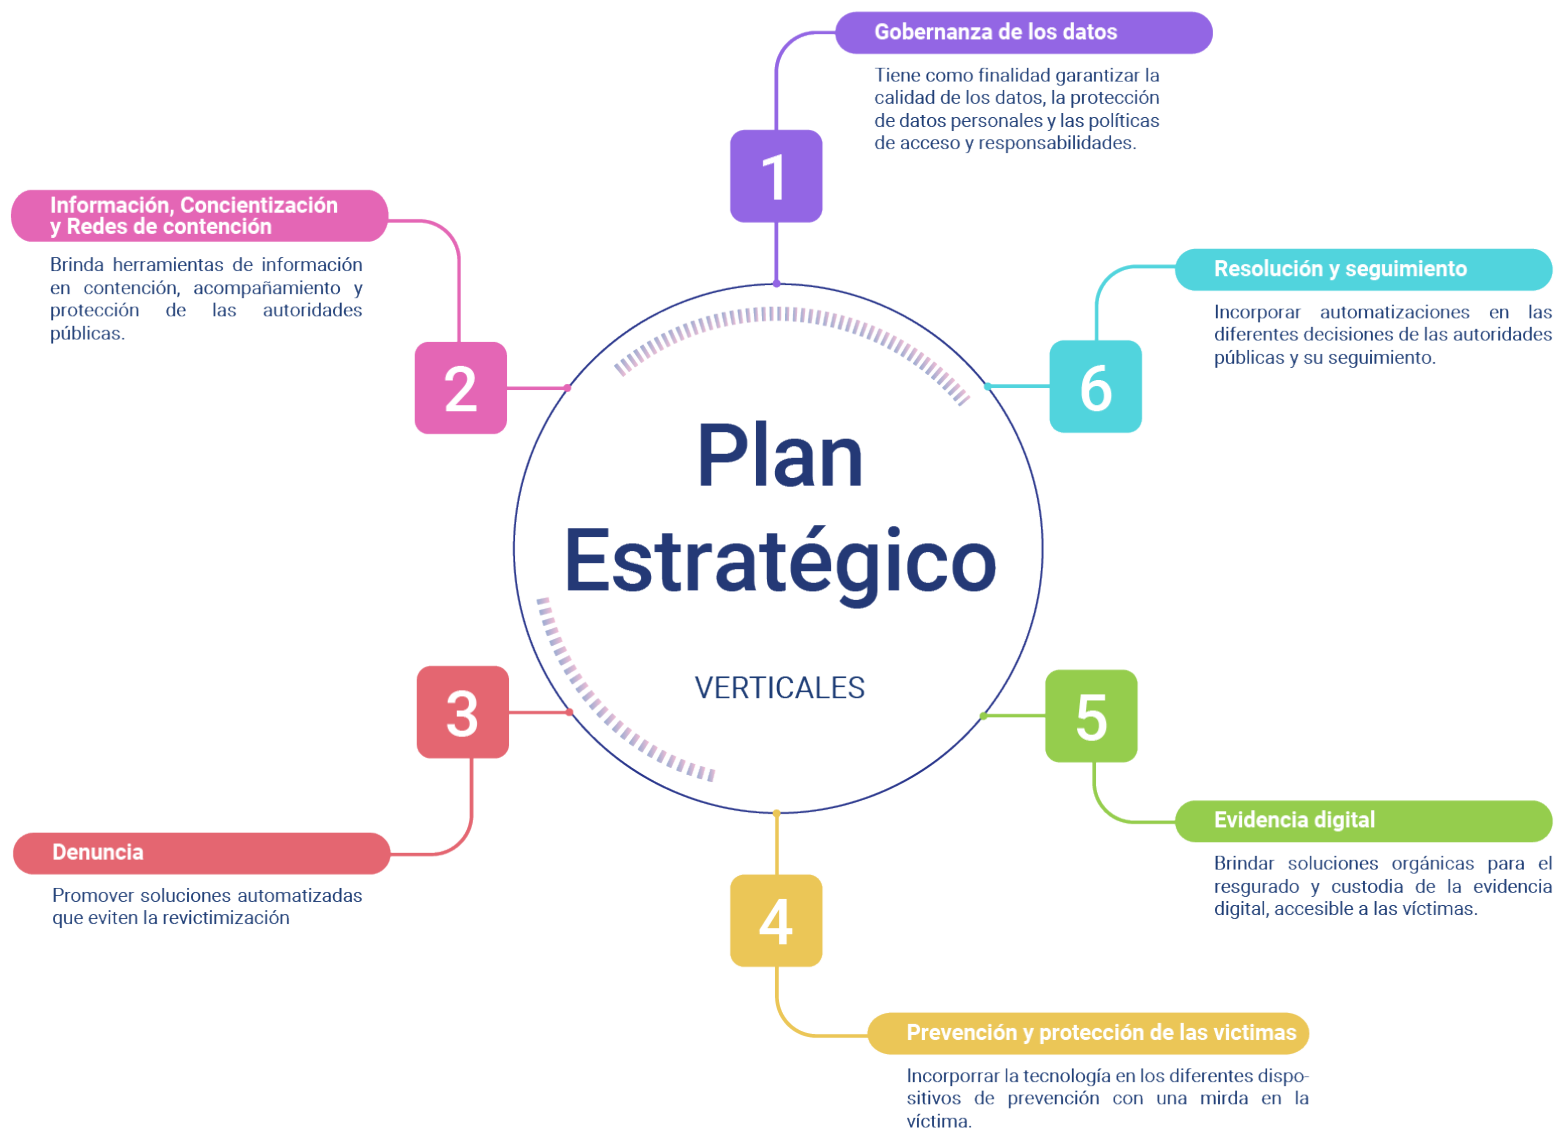 Plan
Estratégico
VERTICALES
1
Gobernanza de los datos
Tiene como finalidad garantizar la
calidad de los datos, la protección
de datos personales y las políticas
de acceso y responsabilidades.
2
Información, Concientización
y Redes de contención
Brinda herramientas de información
en contención, acompañamiento y
protección de las autoridades
públicas.
3
Denuncia
Promover soluciones automatizadas
que eviten la revictimización
4
Prevención y protección de las victimas
Incorporrar la tecnología en los diferentes dispo-
sitivos de prevención con una mirda en la
víctima.
5
Evidencia digital
Brindar soluciones orgánicas para el
resgurado y custodia de la evidencia
digital, accesible a las víctimas.
6
Resolución y seguimiento
Incorporar automatizaciones en las
diferentes decisiones de las autoridades
públicas y su seguimiento.